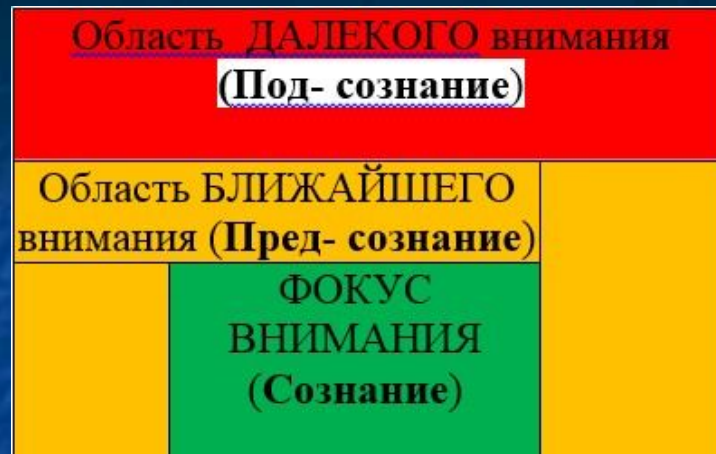 Область ДАЛЕКОГО внимания
(Под- сознание)
Область БЛИЖАЙШЕГО
внимания (Пред- сознание)
ФОКУС
ВНИМАНИЯ
(Сознание)